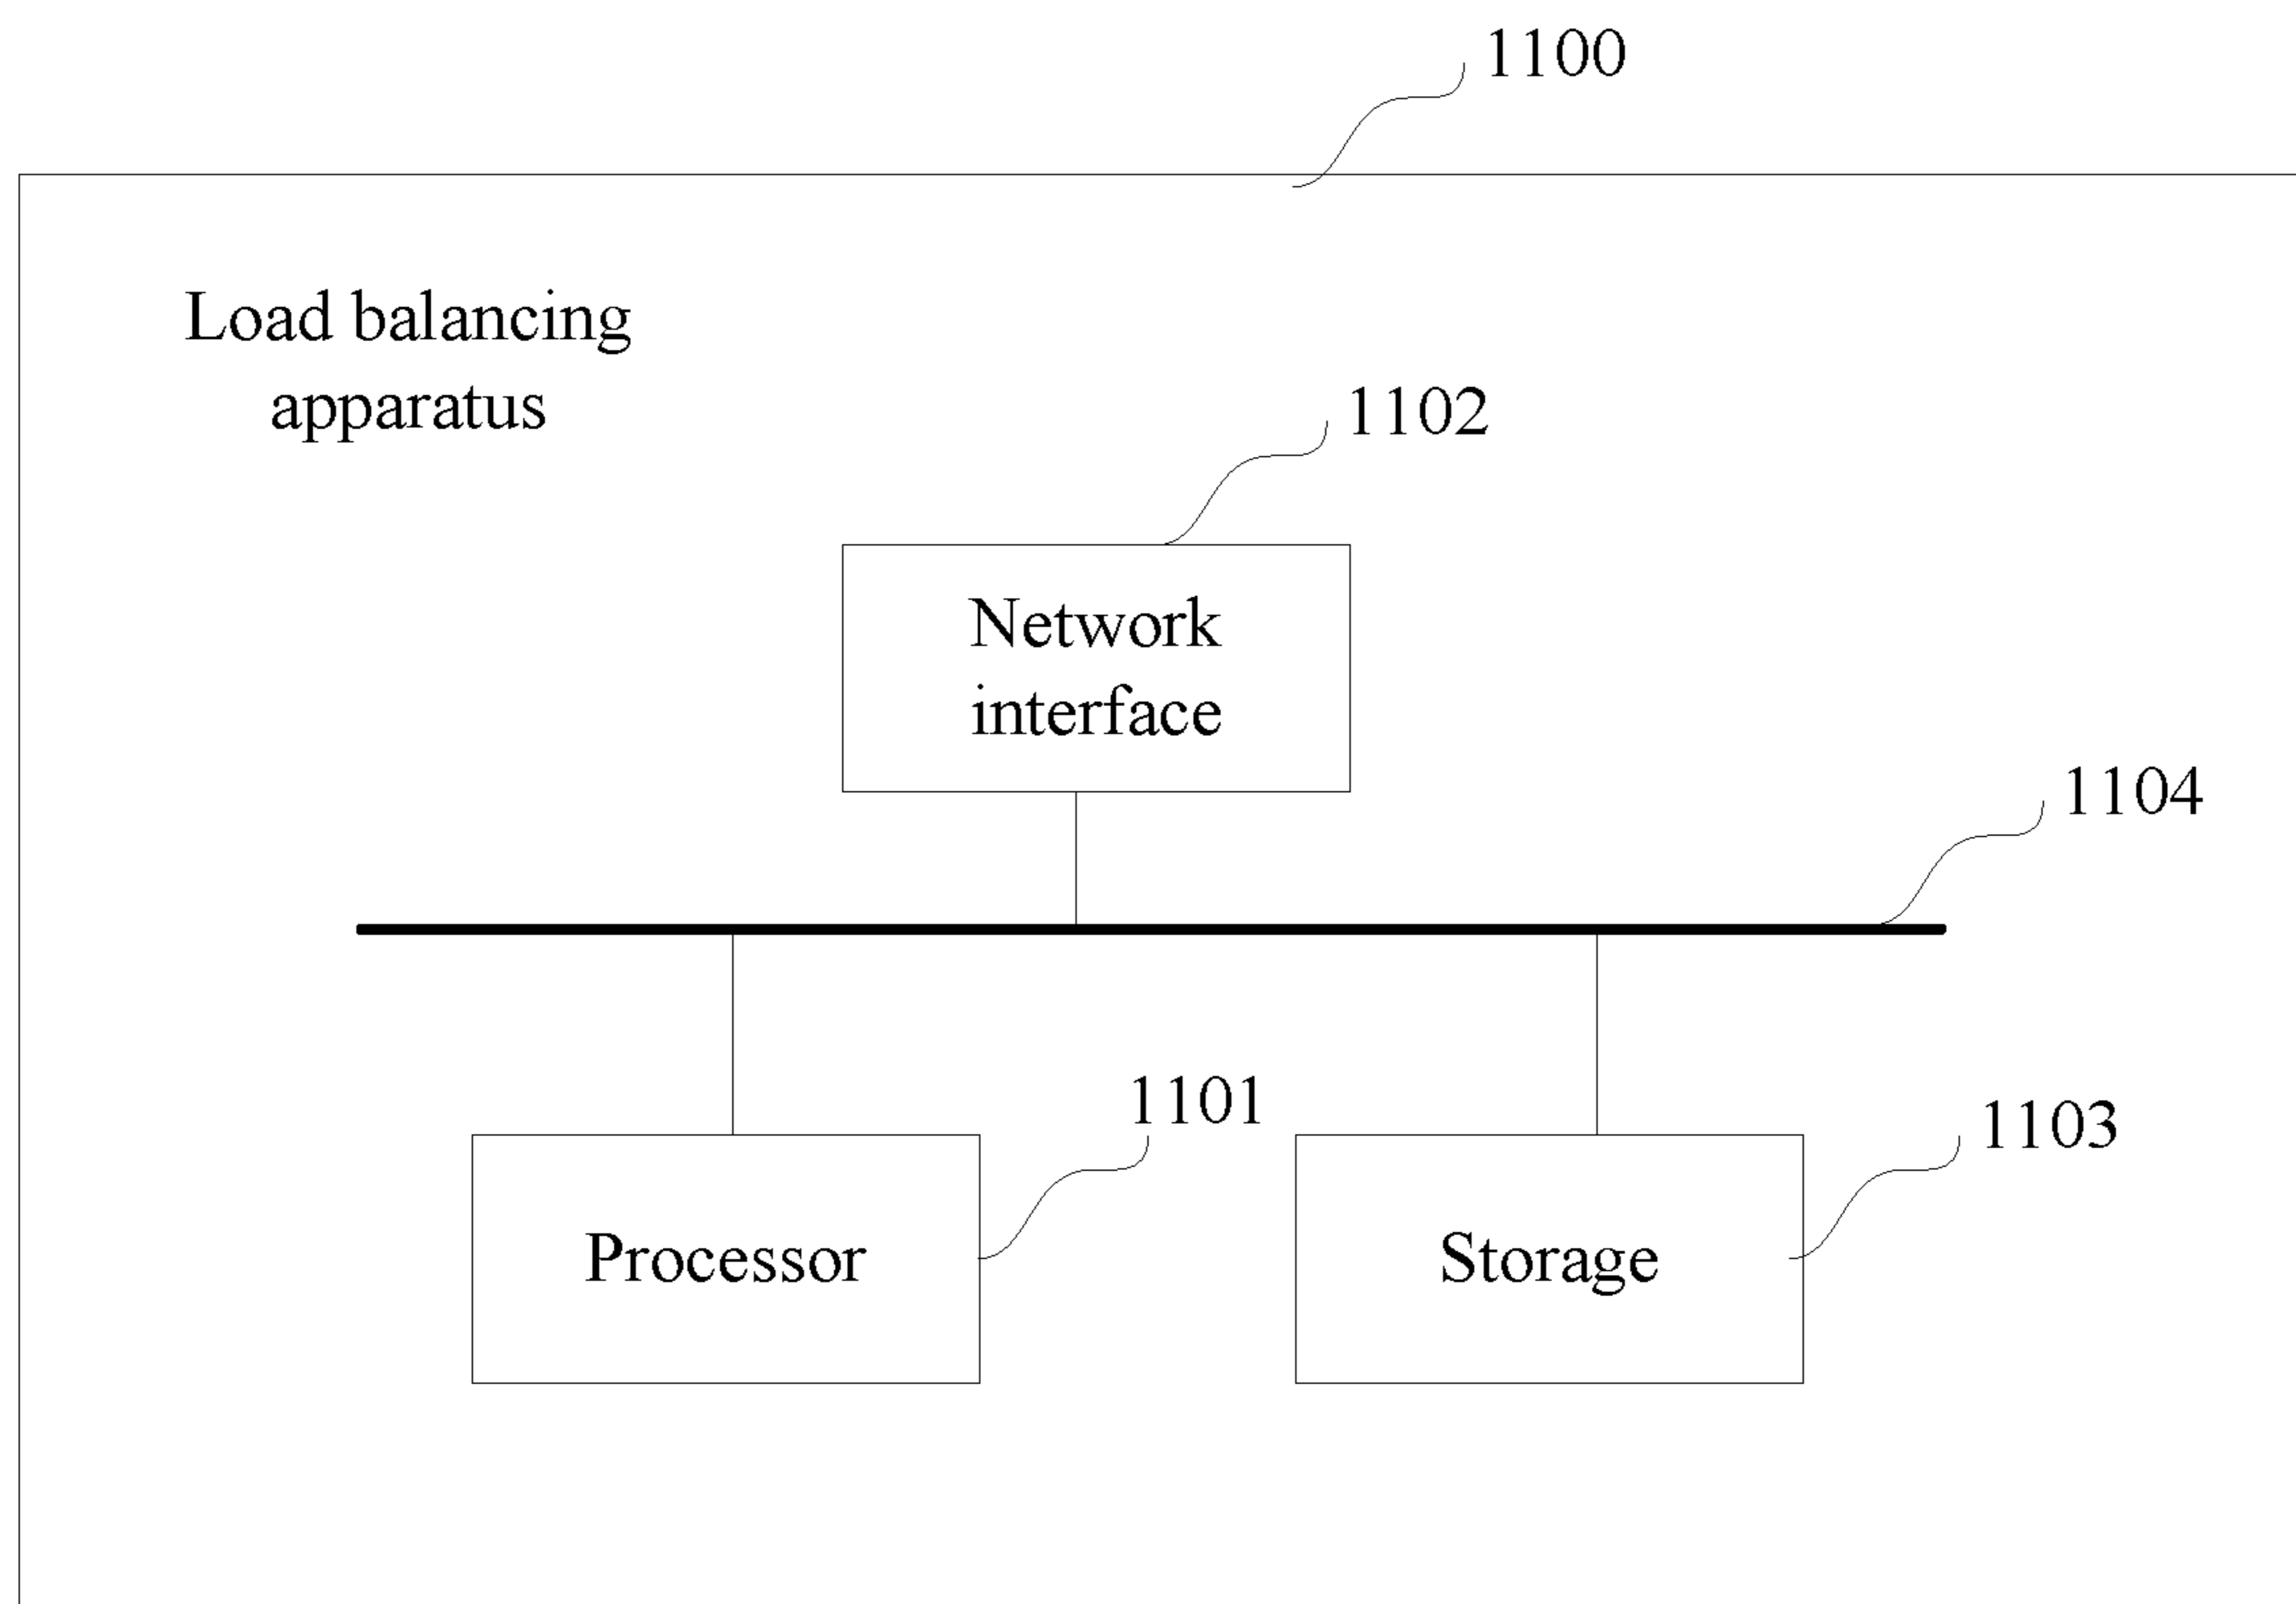 1100
Load balancing
apparatus
1102
Network
interface
1104
1101
1103
Processor
Storage